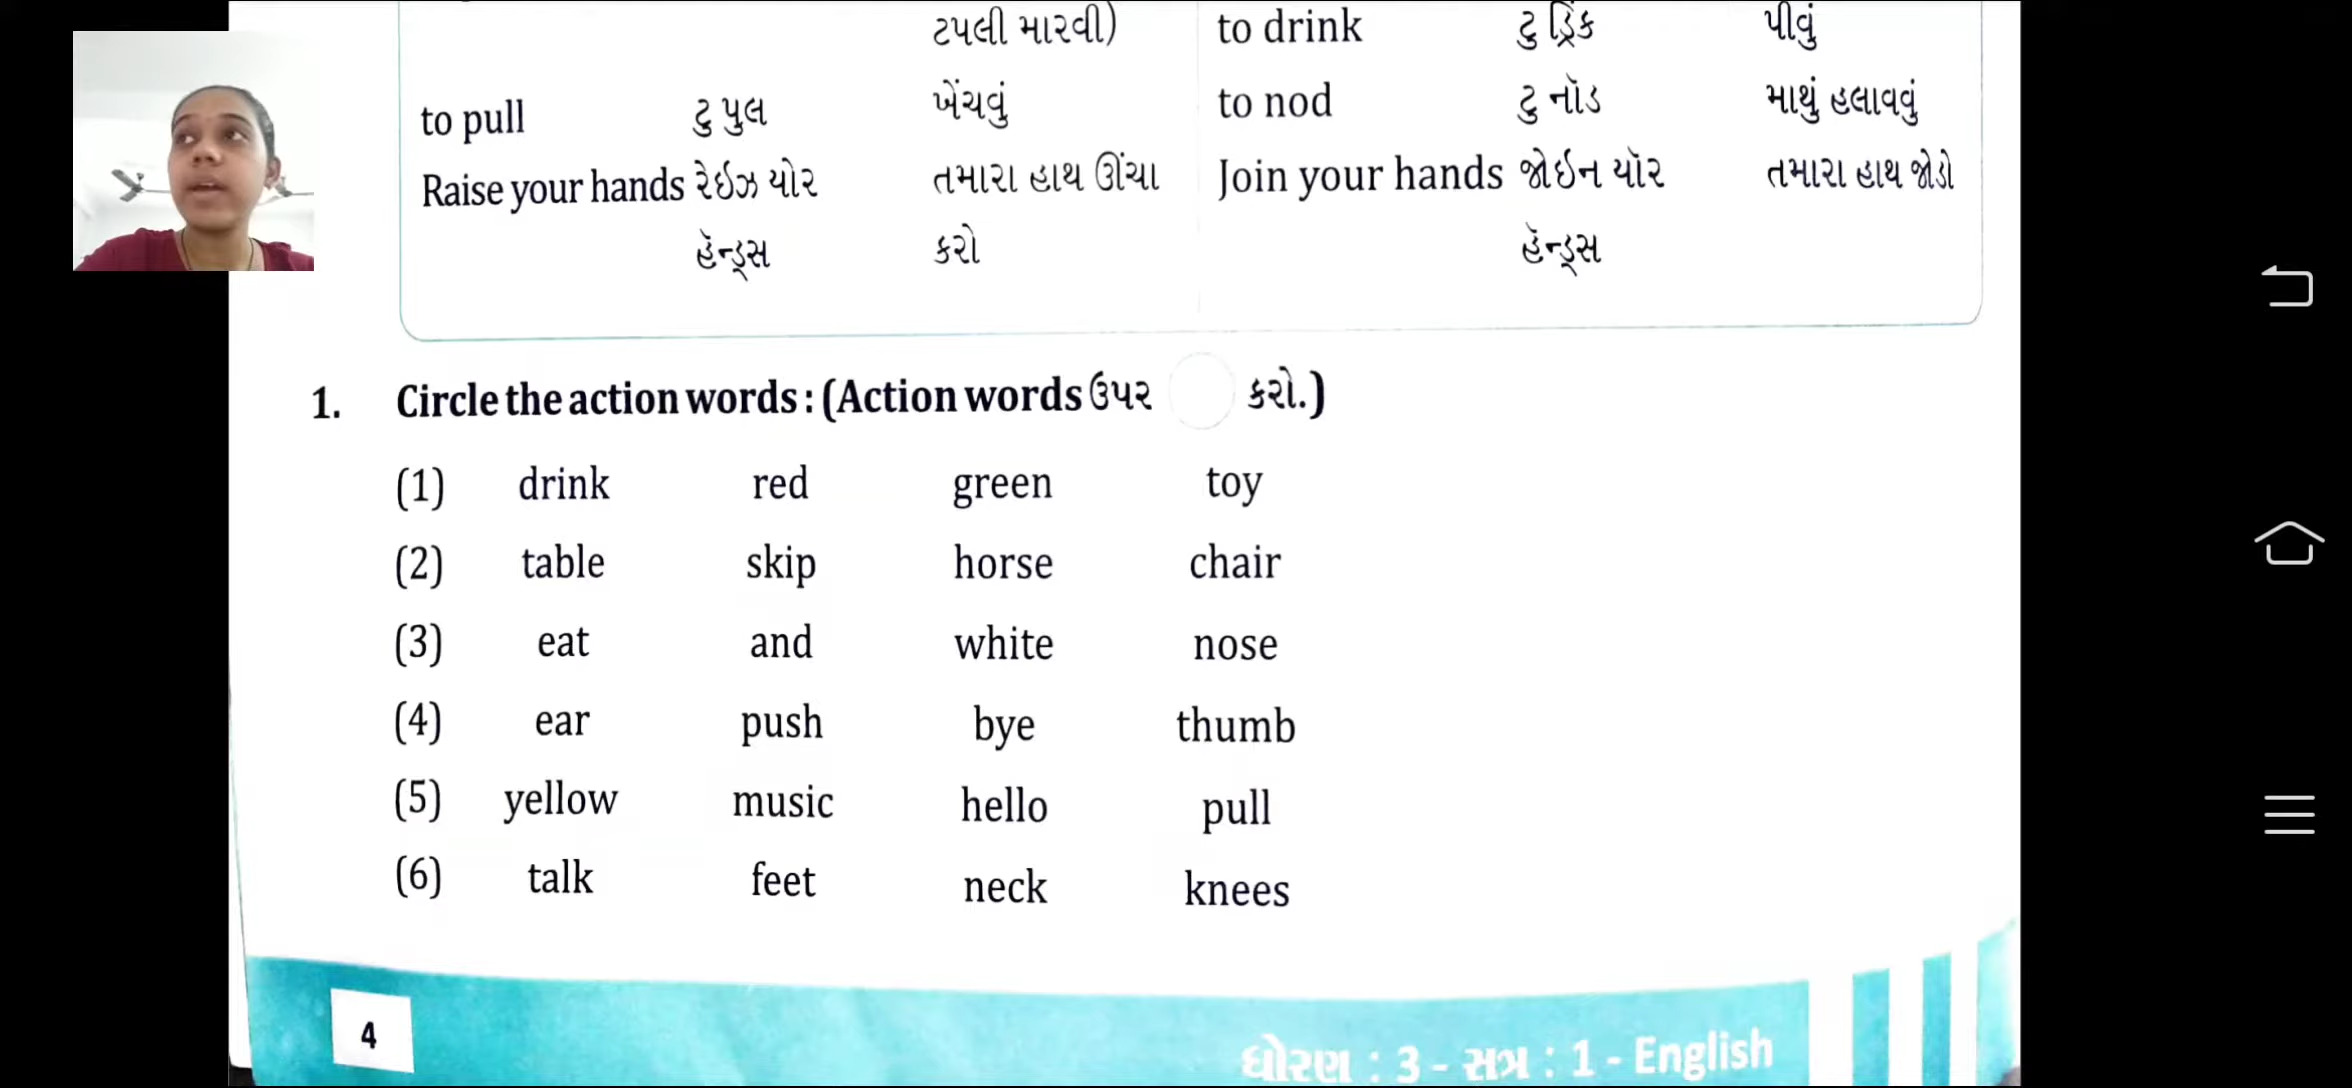 ટપલી મારવી) to drink ટુ ડ્રિંક પીવું
to pull ટુ પુલ ખેંચવું to nod ટુ નૉડ માથું હલાવવું
Raise your hands રેઇઝ યોર તમારા હાથ ઊંચા Join your hands જોઇન યૉર તમારા હાથ જોડો
હૅન્ડ્સ કરો હૅન્ડ્સ
1. Circle the action words : (Action words ઉપર કરો.)
(1) drink red green toy
(2) table skip horse chair
(3) eat and white nose
(4) ear push bye thumb
(5) yellow music hello pull
(6) talk feet neck knees
4
ધોરણ : 3 - સત્ર : 1 - English